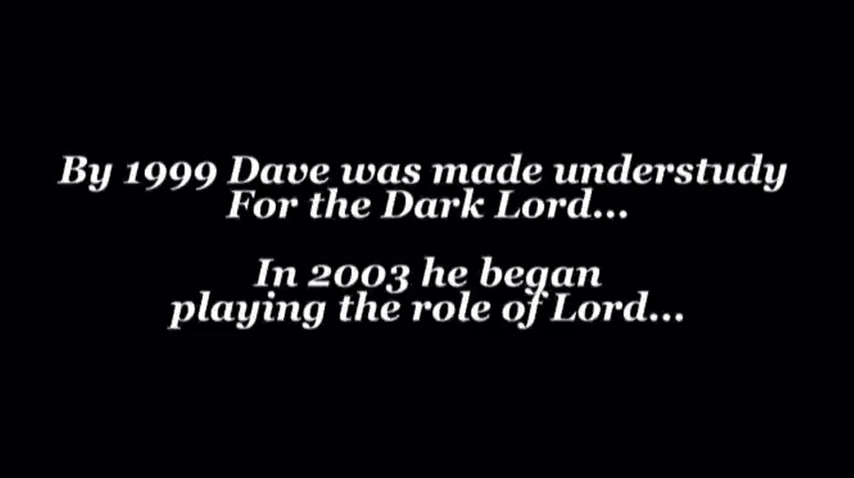 By 1999 Dave was made understudy
For the Dark Lord...
In 2003 he began
playing the role of Lord...